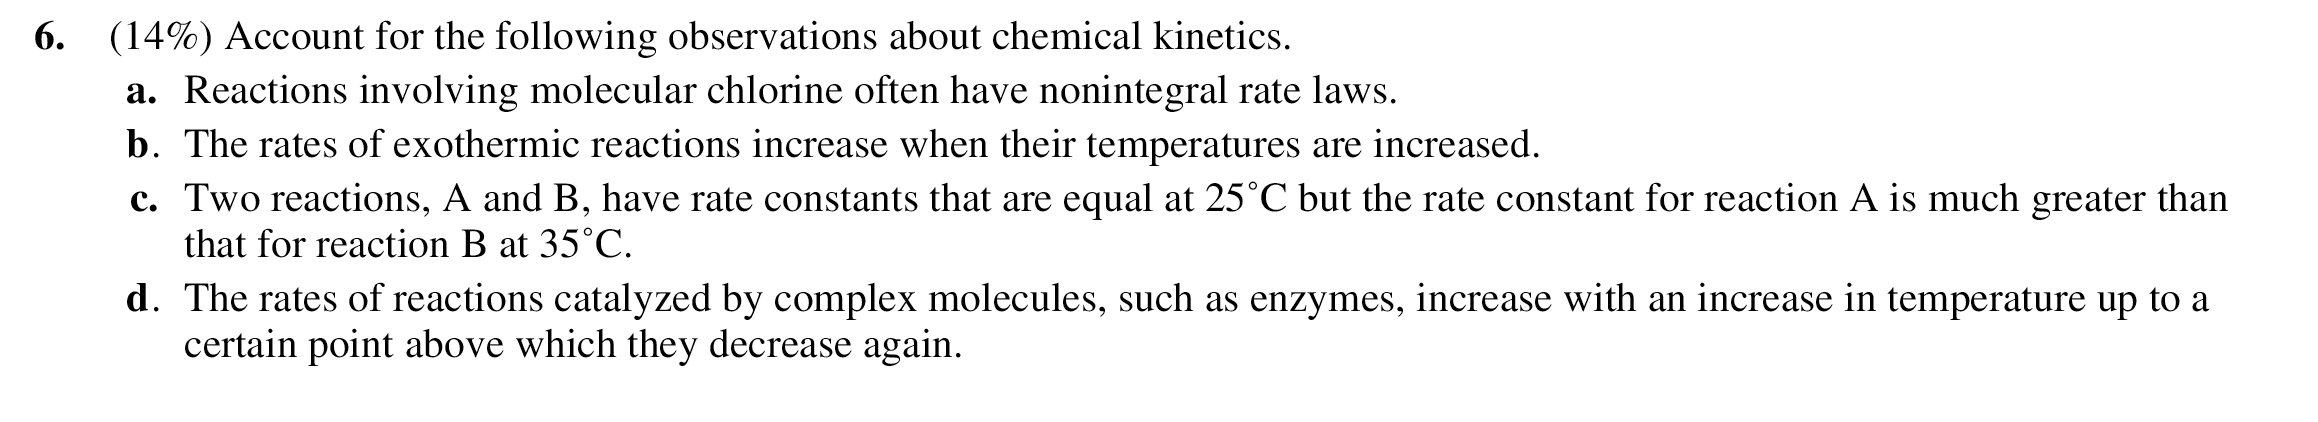 6. (14%) Account for the following observations about chemical kinetics.
a. Reactions involving molecular chlorine often have nonintegral rate laws.
b. The rates of exothermic reactions increase when their temperatures are increased.
c. Two reactions, A and B, have rate constants that are equal at 25˚C but the rate constant for reaction A is much greater than
that for reaction B at 35˚C.
d. The rates of reactions catalyzed by complex molecules, such as enzymes, increase with an increase in temperature up to a
certain point above which they decrease again.